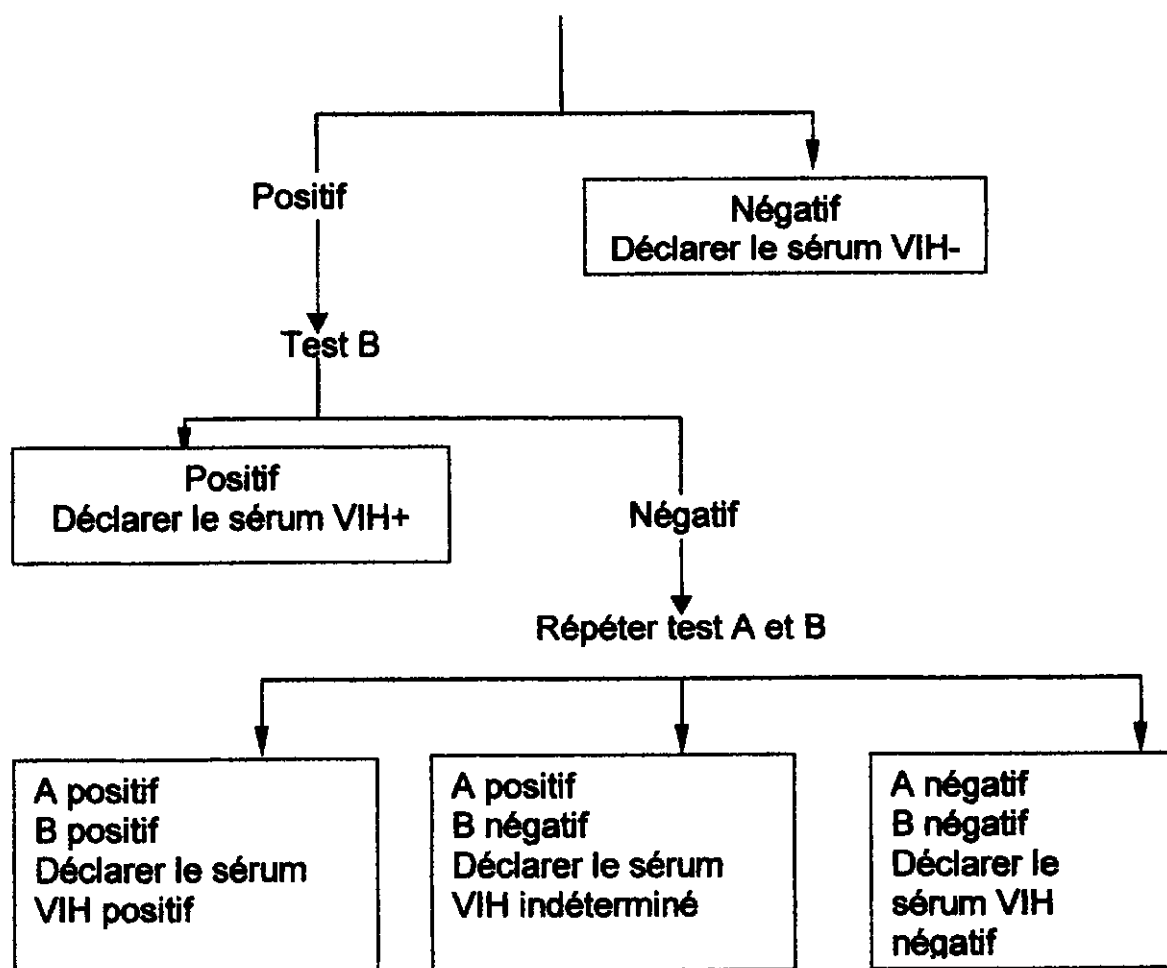 Positif
Négatif
Déclarer le sérum VIH-
Test B
Positif
Déclarer le sérum VIH+
Négatif
Répéter test A et B
A positif
B positif
Déclarer le sérum
VIH positif
A positif
B négatif
Déclarer le sérum
VIH indéterminé
A négatif
B négatif
Déclarer le
sérum VIH
négatif